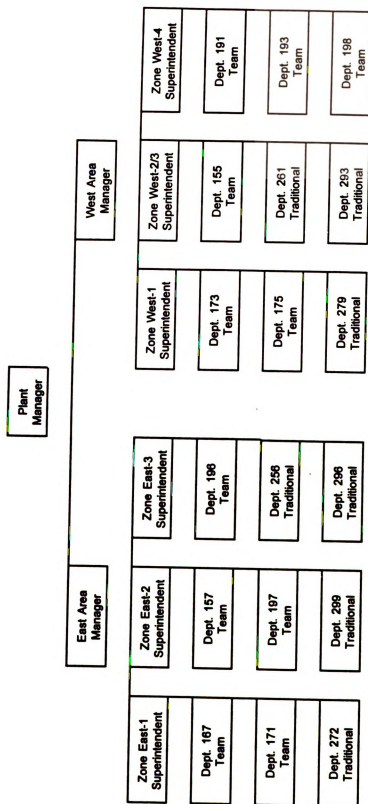 Plant
Manager
East Area
Manager
West Area
Manager
Zone East-1
Superintendent
Zone East-2
Superintendent
Zone East-3
Superintendent
Zone West-1
Superintendent
Zone West-2/3
Superintendent
Zone West-4
Superintendent
Dept. 167
Team
Dept. 157
Team
Dept. 196
Team
Dept. 173
Team
Dept. 155
Team
Dept. 191
Team
Dept. 171
Team
Dept. 197
Team
Dept. 256
Traditional
Dept. 175
Team
Dept. 261
Traditional
Dept. 193
Team
Dept. 272
Traditional
Dept. 299
Traditional
Dept. 296
Traditional
Dept. 279
Traditional
Dept. 293
Traditional
Dept. 198
Team